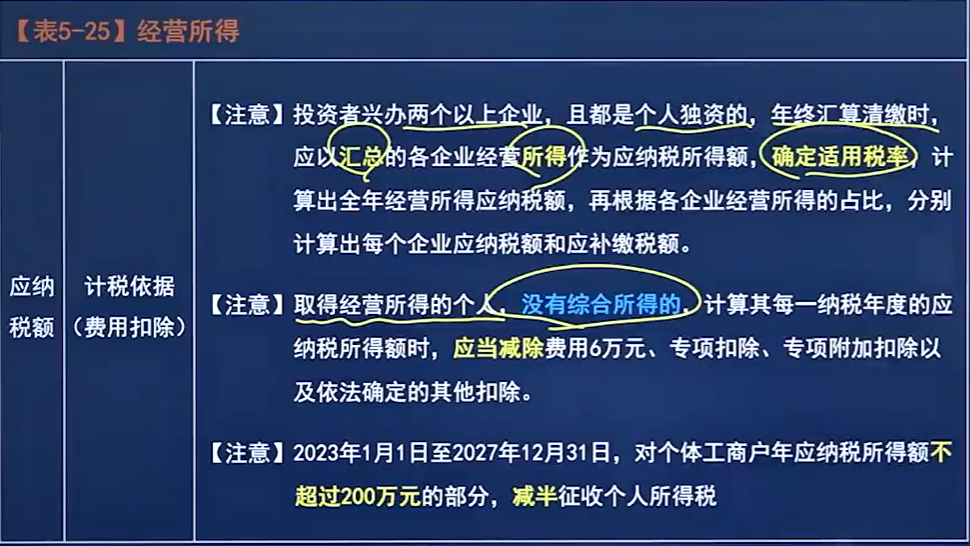 【表5-25】经营所得
应纳
税额
计税依据
（费用扣除）
【注意】投资者兴办两个以上企业，且都是个人独资的，年终汇算清缴时，
应以汇总的各企业经营所得作为应纳税所得额，确定适用税率，计
算出全年经营所得应纳税额，再根据各企业经营所得的占比，分别
计算出每个企业应纳税额和应补缴税额。
【注意】取得经营所得的个人，没有综合所得的，计算其每一纳税年度的应
纳税所得额时，应当减除费用6万元、专项扣除、专项附加扣除以
及依法确定的其他扣除。
【注意】2023年1月1日至2027年12月31日，对个体工商户年应纳税所得额不
超过200万元的部分，减半征收个人所得税